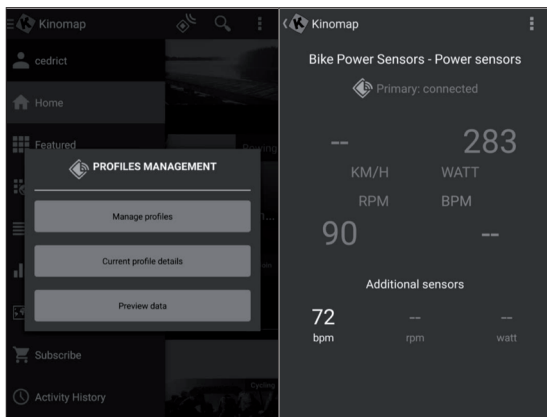 Kinomap
cedrict
Home
Featured
Rowing
PROFILES MANAGEMENT
Manage profiles
Current profile details
Preview data
Subscribe
Activity History
Cycling
Kinomap
Bike Power Sensors - Power sensors
Primary: connected
-- 283
KM/H WATT
RPM BPM
90 --
Additional sensors
72 -- --
bpm rpm watt